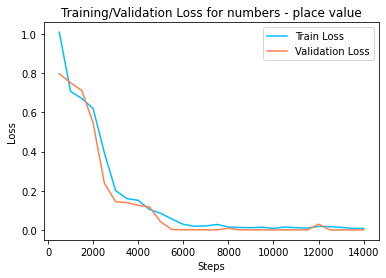 Training/Validation Loss for numbers - place value
Train Loss
Validation Loss
Loss
1.0
0.8
0.6
0.4
0.2
0.0
0 2000 4000 6000 8000 10000 12000 14000
Steps